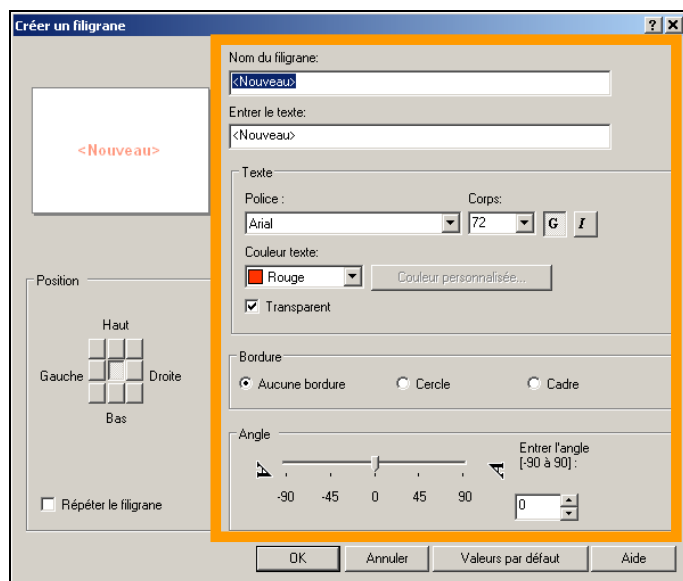 Créer un filigrane
Nom du filigrane:
<Nouveau>
Entrer le texte:
<Nouveau>
<Nouveau>
Texte
Police :
Corps:
Arial
72
G
I
Couleur texte:
Rouge
Couleur personnalisée...
Transparent
Position
Haut
Gauche
Droite
Bas
Répéter le filigrane
Bordure
Aucune bordure
Cercle
Cadre
Angle
Entrer l'angle
[-90 à 90] :
A
A
-90 -45 0 45 90
0
OK
Annuler
Valeurs par défaut
Aide